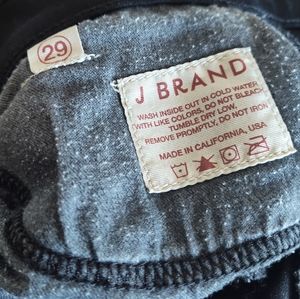 29
J BRAND
WASH INSIDE OUT IN COLD WATER
WITH LIKE COLORS, DO NOT BLEACH
TUMBLE DRY LOW.
REMOVE PROMPTLY, DO NOT IRON
MADE IN CALIFORNIA, USA